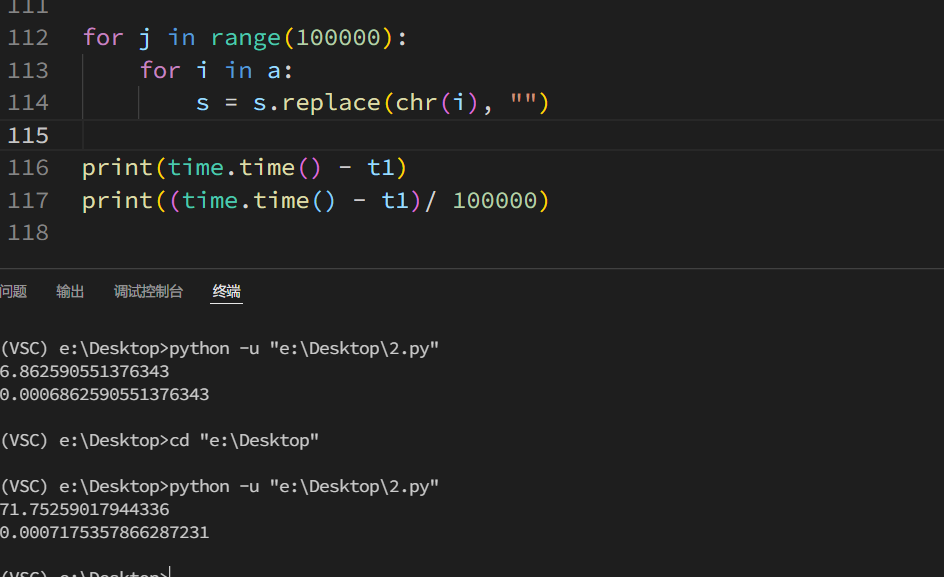 111
112 for j in range(100000):
113 for i in a:
114 s = s.replace(chr(i), "")
115
116 print(time.time() - t1)
117 print((time.time() - t1)/ 100000)
118
问题 输出 调试控制台 终端
(VSC) e:\Desktop>python -u "e:\Desktop\2.py"
6.862590551376343
0.0006862590551376343
(VSC) e:\Desktop>cd "e:\Desktop"
(VSC) e:\Desktop>python -u "e:\Desktop\2.py"
71.75259017944336
0.0007175357866287231
(VSC) e:\Desktop>